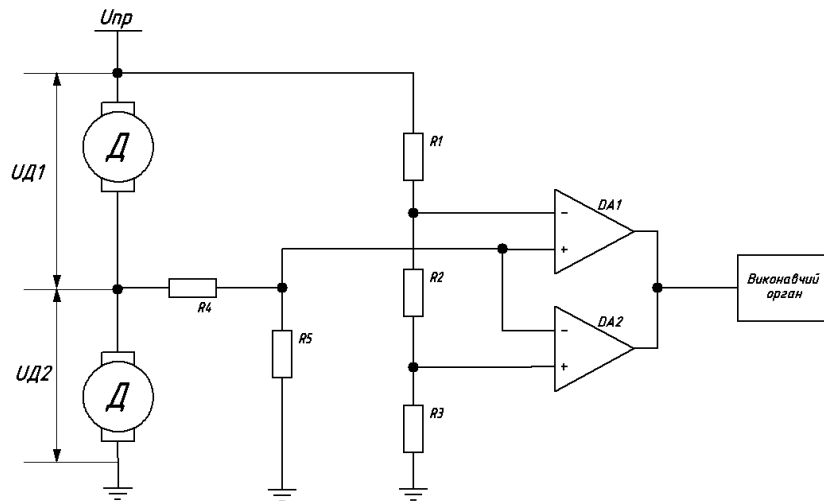 Uпр
Д
UД1
R1
DA1
−
+
R2
R4
R5
DA2
−
+
Виконавчий
орган
UД2
Д
R3